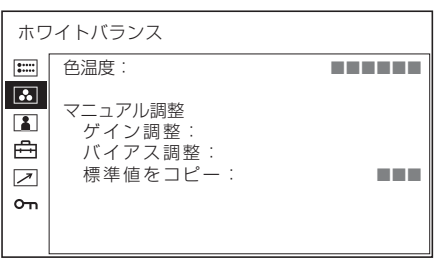 ホワイトバランス
色温度： ■■■■■■
マニュアル調整
ゲイン調整：
バイアス調整：
標準値をコピー： ■■■